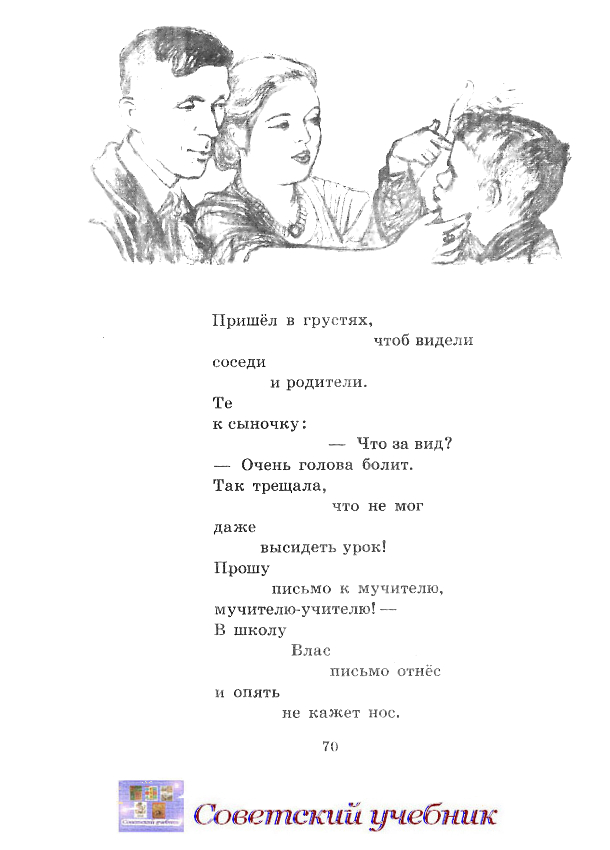 Пришёл в грустях,
чтоб видели
соседи
и родители.
Те
к сыночку:
— Что за вид?
— Очень голова болит.
Так трещала,
что не мог
даже
высидеть урок!
Прошу
письмо к мучителю,
мучителю-учителю! —
В школу
Влас
письмо отнёс
и опять
не кажет нос.
70
Советский учебник
Советский учебник